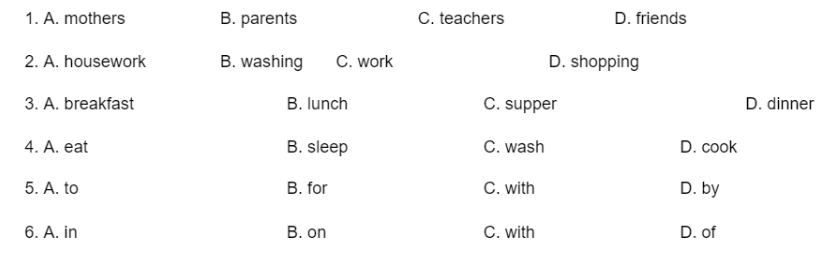 1. A. mothers B. parents C. teachers D. friends
2. A. housework B. washing C. work D. shopping
3. A. breakfast B. lunch C. supper D. dinner
4. A. eat B. sleep C. wash D. cook
5. A. to B. for C. with D. by
6. A. in B. on C. with D. of